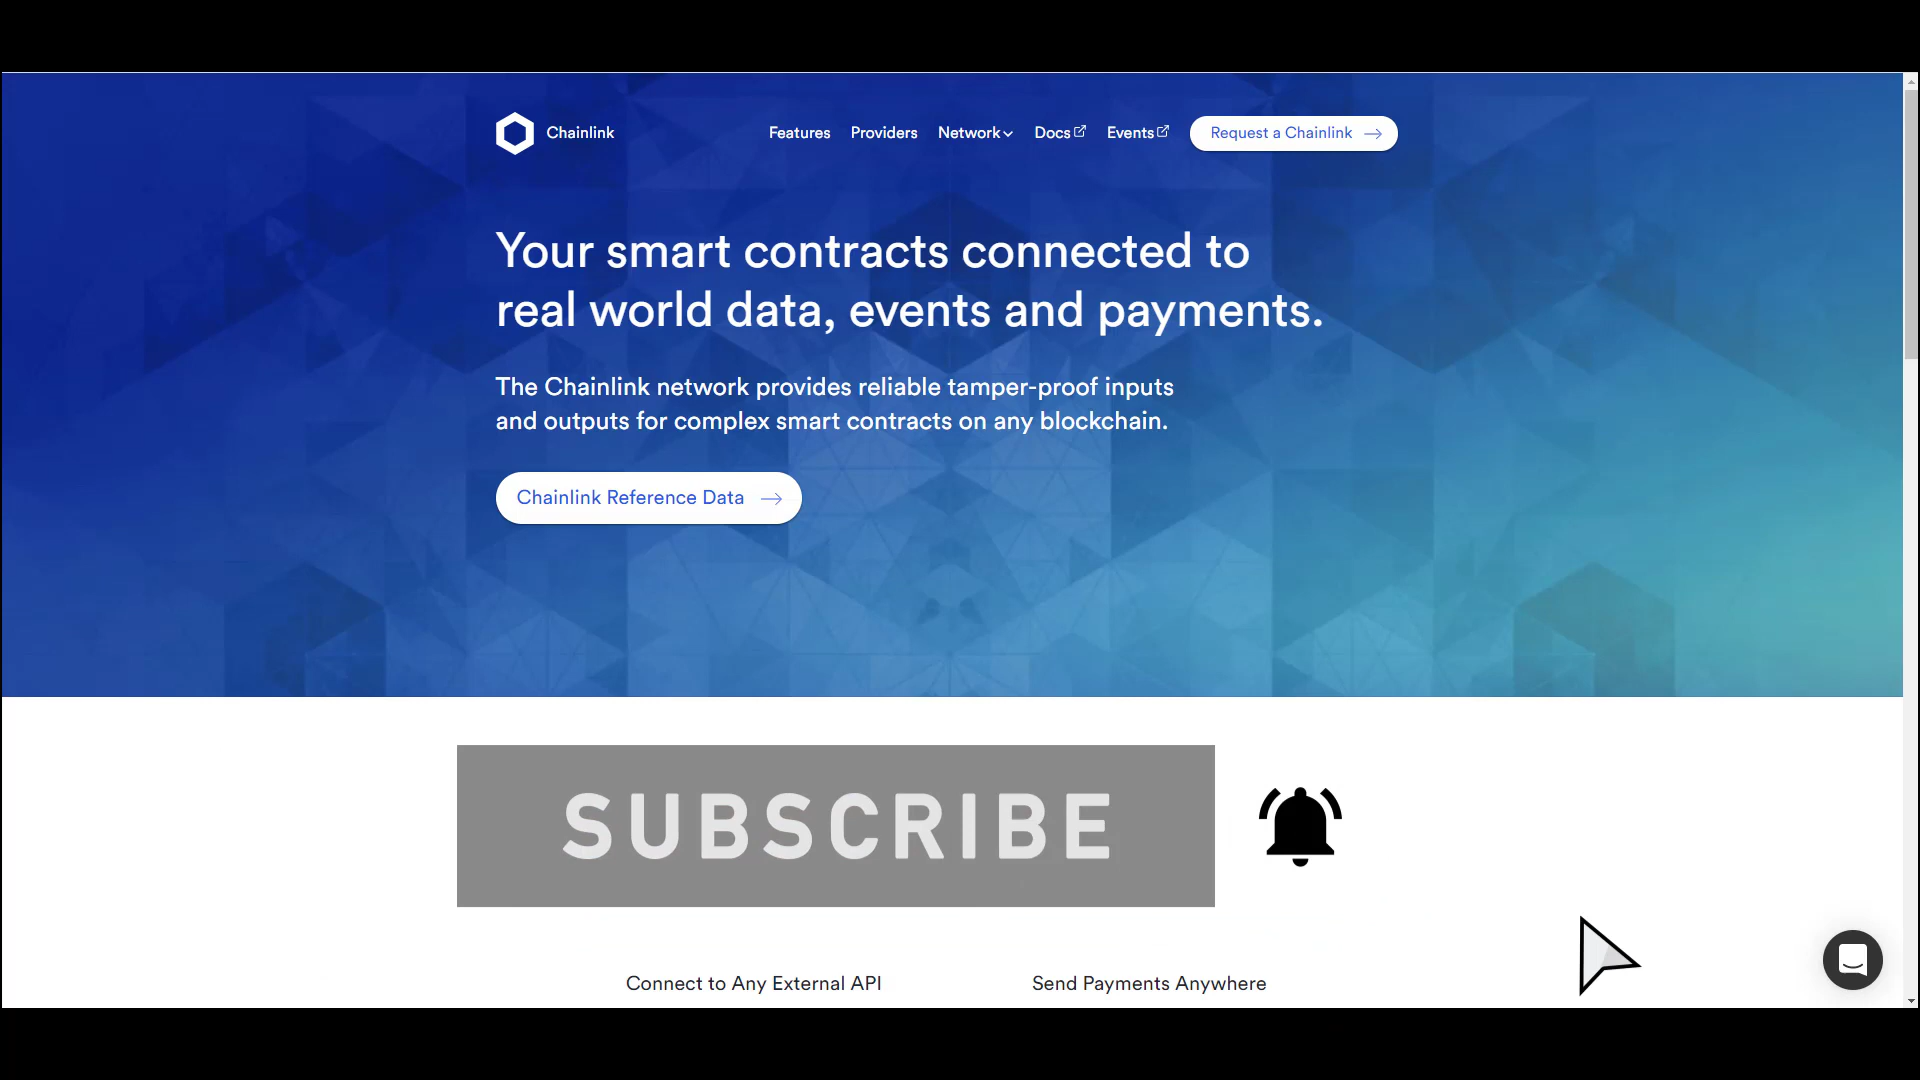 Chainlink
Features
Providers
Network
Docs
Events
Request a Chainlink
Your smart contracts connected to
real world data, events and payments.
The Chainlink network provides reliable tamper-proof inputs
and outputs for complex smart contracts on any blockchain.
Chainlink Reference Data
SUBSCRIBE
Connect to Any External API
Send Payments Anywhere